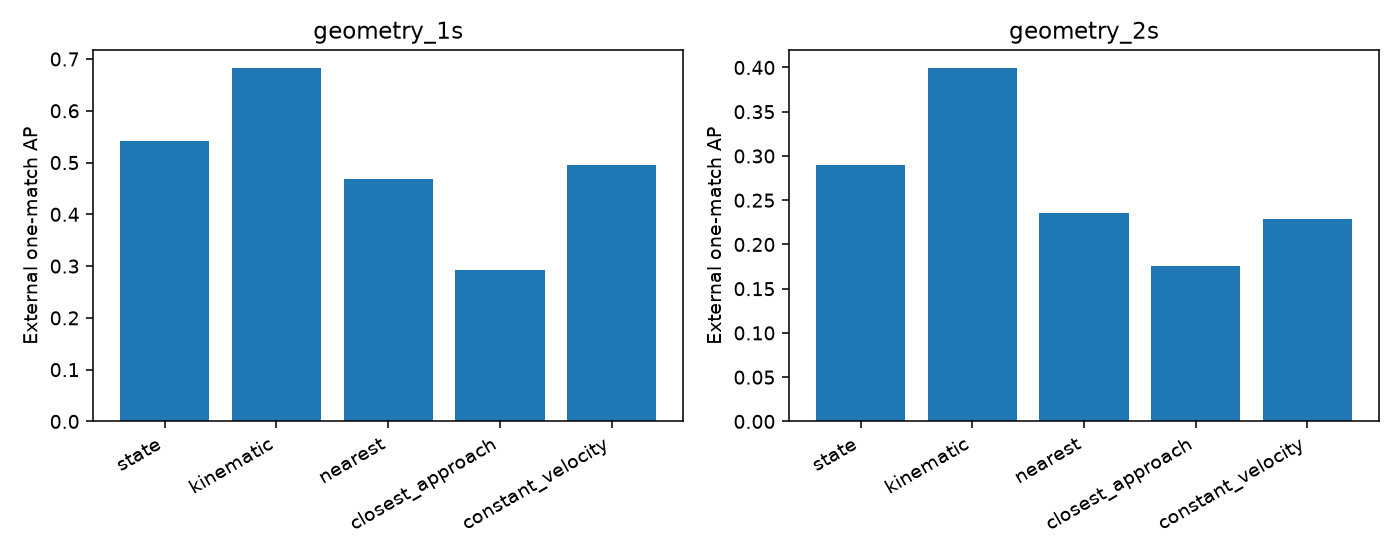 geometry_1s
External one-match AP
0.7
0.6
0.5
0.4
0.3
0.2
0.1
0.0
state
kinematic
nearest
closest_approach
constant_velocity
geometry_2s
External one-match AP
0.40
0.35
0.30
0.25
0.20
0.15
0.10
0.05
0.00
state
kinematic
nearest
closest_approach
constant_velocity